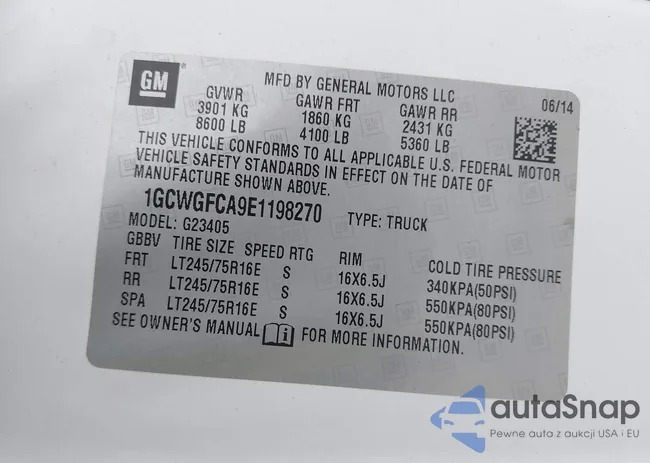 GM
MFD BY GENERAL MOTORS LLC
06/14
GVWR GAWR FRT GAWR RR
3901 KG 1860 KG 2431 KG
8600 LB 4100 LB 5360 LB
THIS VEHICLE CONFORMS TO ALL APPLICABLE U.S. FEDERAL MOTOR
VEHICLE SAFETY STANDARDS IN EFFECT ON THE DATE OF
MANUFACTURE SHOWN ABOVE.
1GCWGFCA9E1198270 TYPE: TRUCK
MODEL: G23405
GBBV TIRE SIZE SPEED RTG RIM COLD TIRE PRESSURE
FRT LT245/75R16E S 16X6.5J 340KPA(50PSI)
RR LT245/75R16E S 16X6.5J 550KPA(80PSI)
SPA LT245/75R16E S 16X6.5J 550KPA(80PSI)
SEE OWNER'S MANUAL FOR MORE INFORMATION.
autaSnap
Pewne auta z aukcji USA i EU